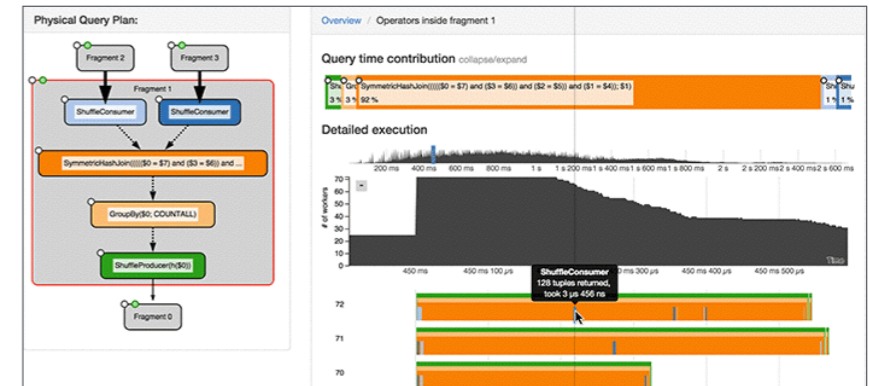 Physical Query Plan:
Fragment 2
Fragment 3
Fragment 1
ShuffleConsumer
ShuffleConsumer
SymmetricHashJoin(((((($0 = $7) and ($3 = $6)) and ...
GroupBy($0; COUNTALL)
ShuffleProducer(h($0))
Fragment 0
Overview / Operators inside fragment 1
Query time contribution collapse/expand
Shu
3 %
Gro
3 %
SymmetricHashJoin(((((($0 = $7) and ($3 = $6)) and ($2 = $5)) and ($1 = $4)); $1)
92 %
Sh
1 %
Shu
1 %
Detailed execution
200 ms 400 ms 600 ms 800 ms 1 s 1 s 200 ms 1 s 400 ms 1 s 600 ms 1 s 800 ms 2 s 2 s 200 ms 2 s 400 ms 2 s 600 ms
# of workers
70
60
50
40
30
20
10
0
-
Time
450 ms 450 ms 100 µs 300 µs 450 ms 400 µs 450 ms 500 µs
ShuffleConsumer
128 tuples returned,
took 3 µs 456 ns
72
71
70